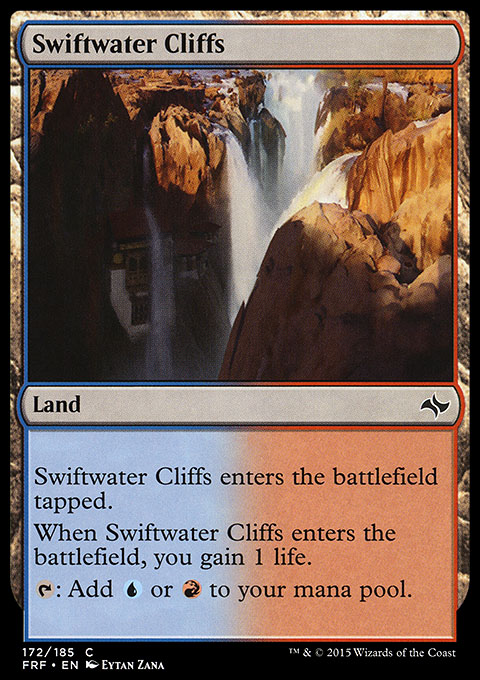 Swiftwater Cliffs
Land
Swiftwater Cliffs enters the battlefield
tapped.
When Swiftwater Cliffs enters the
battlefield, you gain 1 life.
: Add or to your mana pool.
172/185 C
FRF • EN Eytan Zana
™ & © 2015 Wizards of the Coast